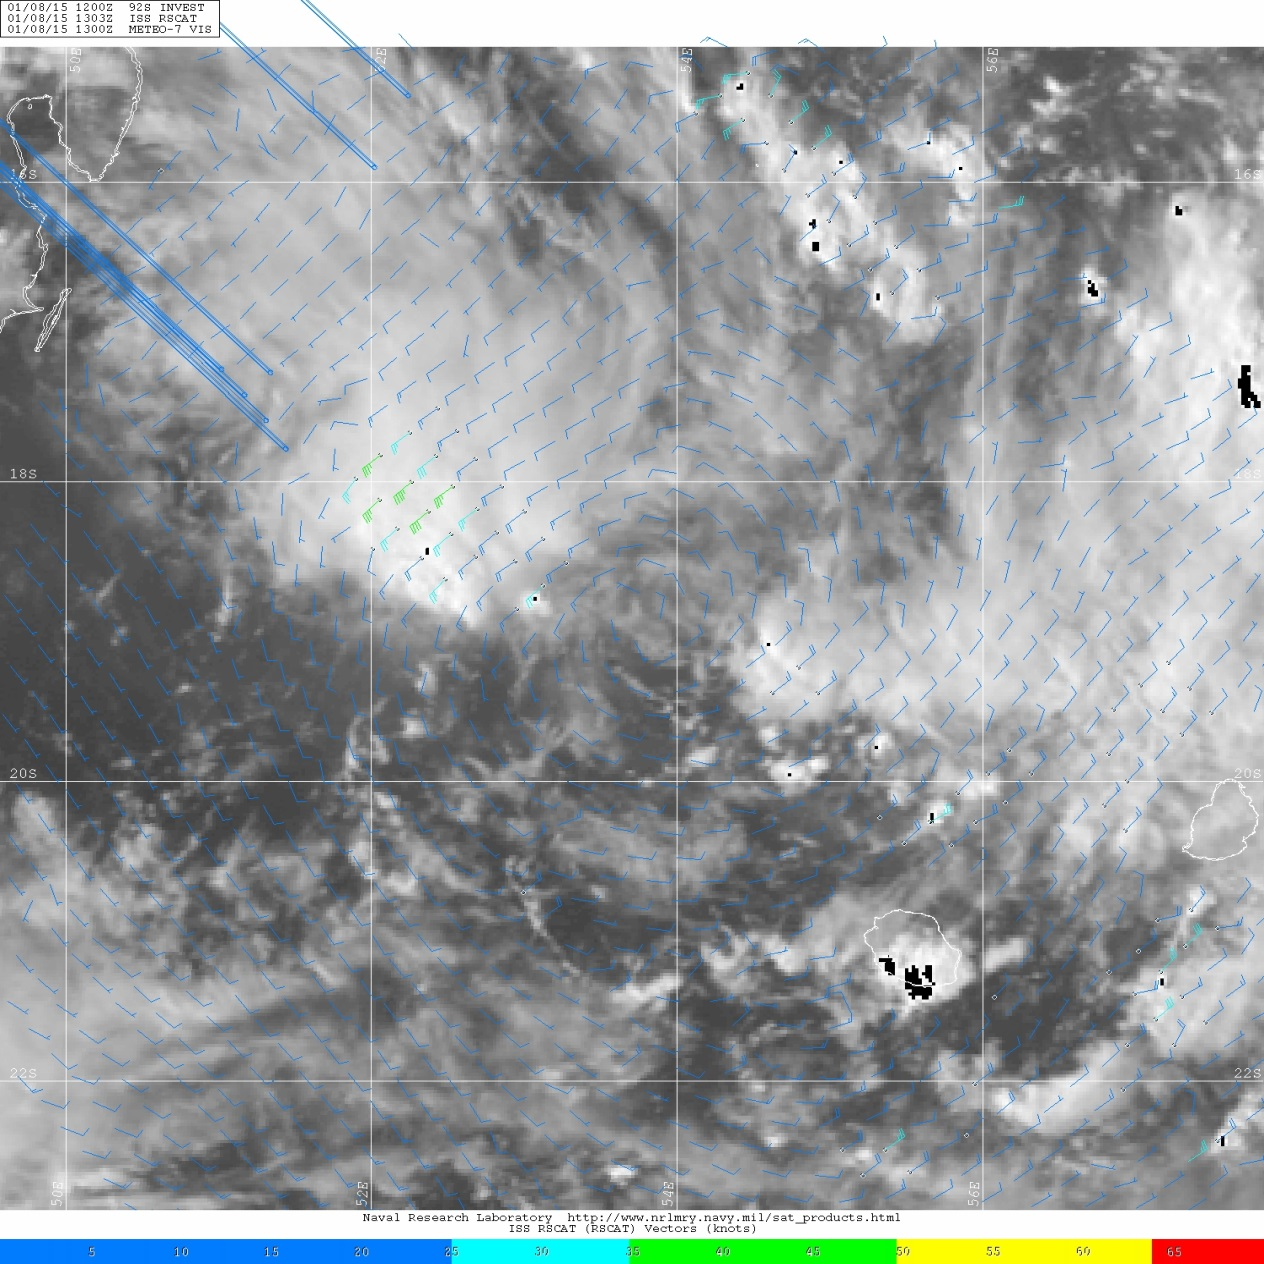 01/08/15 1200Z 92S INVEST
01/08/15 1303Z ISS RSCAT
01/08/15 1300Z METEO-7 VIS
50E
52E
54E
56E
16S
16S
18S
18S
20S
20S
22S
22S
50E
52E
54E
56E
Naval Research Laboratory http://www.nrlmry.navy.mil/sat_products.html
ISS RSCAT (RSCAT) Vectors (knots)
5 10 15 20 25 30 35 40 45 50 55 60 65